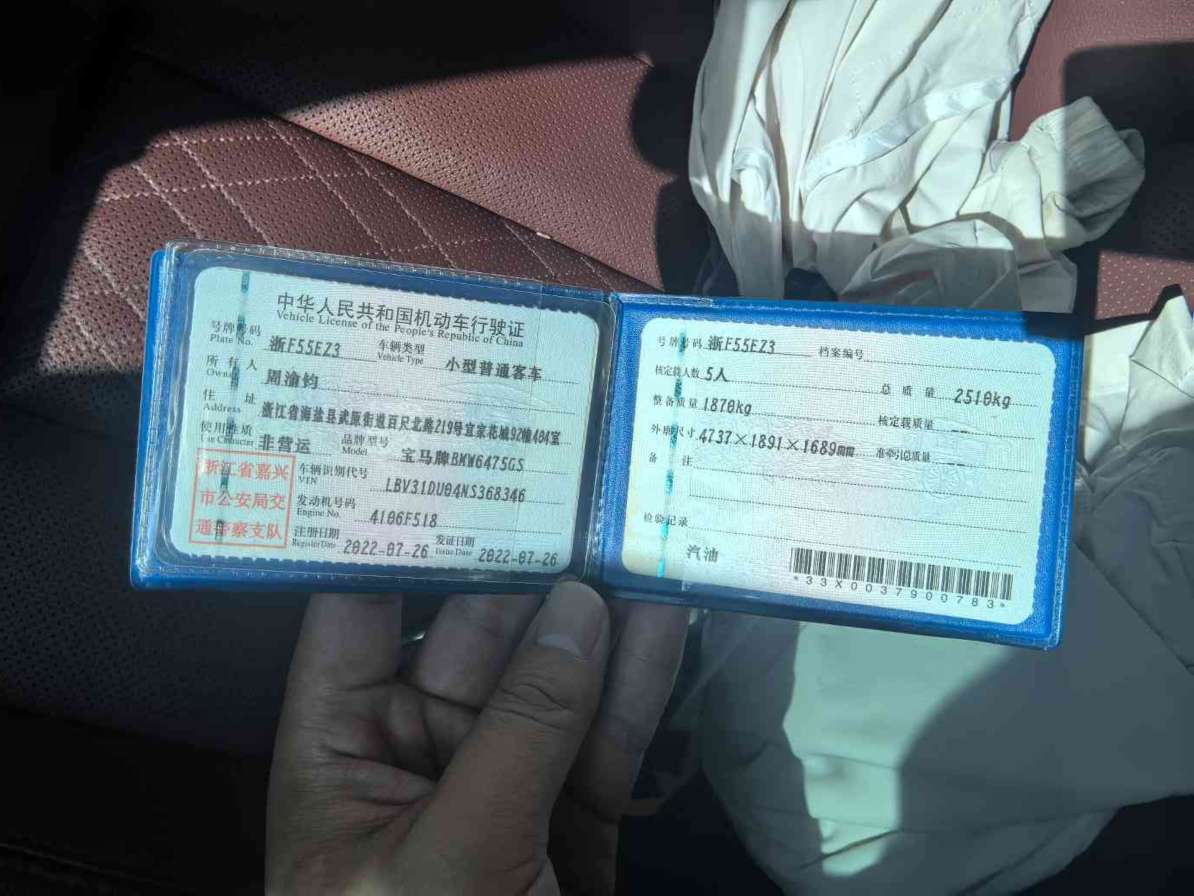 中华人民共和国机动车行驶证
Vehicle License of the People's Republic of China
号牌号码 浙F55EZ3 车辆类型 小型普通客车
Plate No. Vehicle Type
所有人 周渝钧
Owner
住址 浙江省海盐县武原街道百尺北路219号宜家花城92幢404室
Address
使用性质 非营运 品牌型号 宝马牌BMW6475GS
Use Character Model
浙江省嘉兴
市公安局交
通警察支队
车辆识别代号 LBV31DU04NS368346
VIN
发动机号码 4106F518
Engine No.
注册日期 2022-07-26 发证日期 2022-07-26
Register Date Issue Date
号牌号码 浙F55EZ3 档案编号
核定载人数 5人 总质量 2510kg
整备质量 1870kg 核定载质量
外廓尺寸 4737×1891×1689mm 准牵引总质量
备注
检验记录
汽油
*33X0037900783*